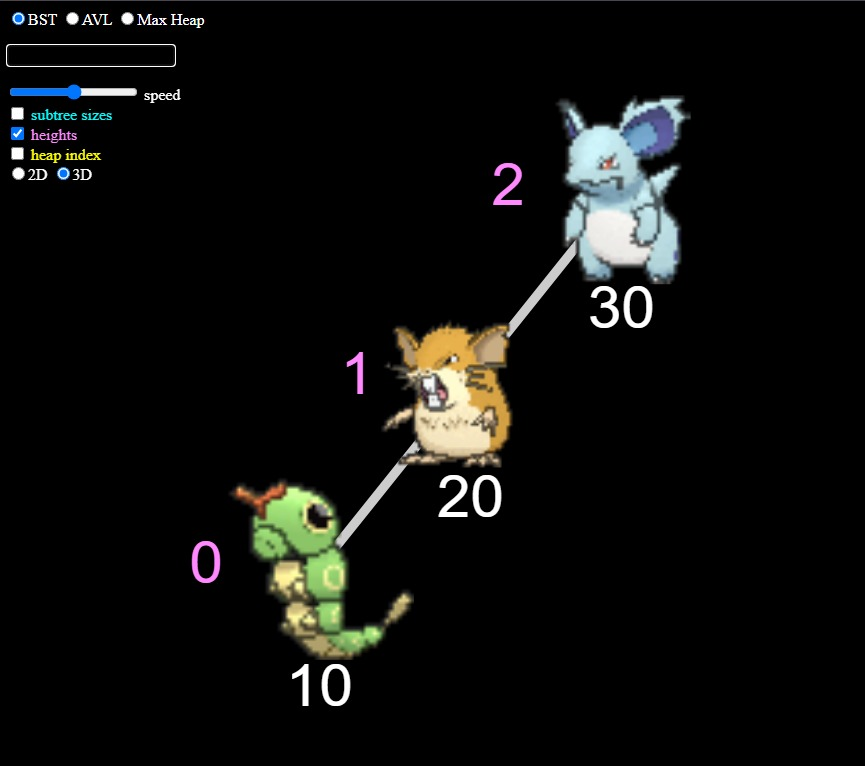 BST AVL Max Heap
speed
subtree sizes
heights
heap index
2D 3D
2
30
1
20
0
10